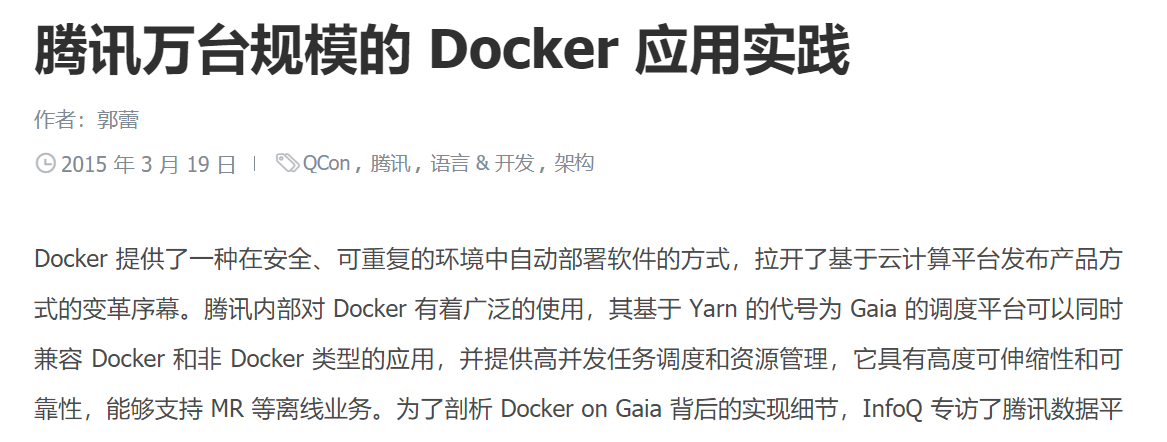 腾讯万台规模的 Docker 应用实践
作者：郭蕾
2015 年 3 月 19 日
QCon，腾讯，语言 & 开发，架构
Docker 提供了一种在安全、可重复的环境中自动部署软件的方式，拉开了基于云计算平台发布产品方
式的变革序幕。腾讯内部对 Docker 有着广泛的使用，其基于 Yarn 的代号为 Gaia 的调度平台可以同时
兼容 Docker 和非 Docker 类型的应用，并提供高并发任务调度和资源管理，它具有高度可伸缩性和可
靠性，能够支持 MR 等离线业务。为了剖析 Docker on Gaia 背后的实现细节，InfoQ 专访了腾讯数据平